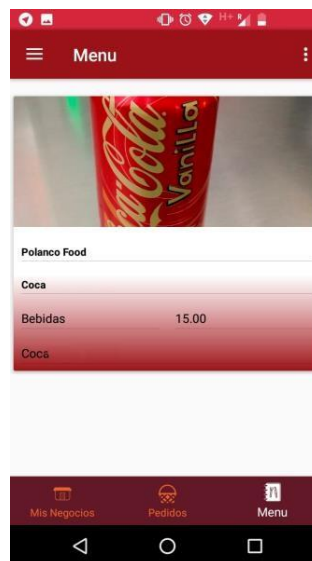 H+ R
Menu
Coca-Cola
Vanilla
Polanco Food
Coca
Bebidas 15.00
Coca
Mis Negocios Pedidos Menu